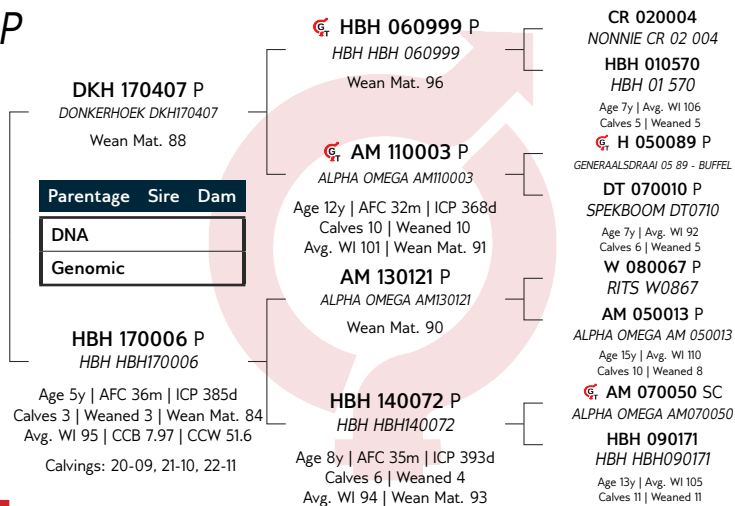 P
DKH 170407 P
DONKERHOEK DKH170407
Wean Mat. 88
Parentage Sire Dam
DNA
Genomic
HBH 170006 P
HBH HBH170006
Age 5y | AFC 36m | ICP 385d
Calves 3 | Weaned 3 | Wean Mat. 84
Avg. WI 95 | CCB 7.97 | CCW 51.6
Calvings: 20-09, 21-10, 22-11
GT HBH 060999 P
HBH HBH 060999
Wean Mat. 96
GT AM 110003 P
ALPHA OMEGA AM110003
Age 12y | AFC 32m | ICP 368d
Calves 10 | Weaned 10
Avg. WI 101 | Wean Mat. 91
AM 130121 P
ALPHA OMEGA AM130121
Wean Mat. 90
HBH 140072 P
HBH HBH140072
Age 8y | AFC 35m | ICP 393d
Calves 6 | Weaned 4
Avg. WI 94 | Wean Mat. 93
CR 020004
NONNIE CR 02 004
HBH 010570
HBH 01 570
Age 7y | Avg. WI 106
Calves 5 | Weaned 5
GT H 050089 P
GENERAALSDRAAI 05 89 - BUFFEL
DT 070010 P
SPEKBOOM DT0710
Age 7y | Avg. WI 92
Calves 6 | Weaned 5
W 080067 P
RITS W0867
AM 050013 P
ALPHA OMEGA AM 050013
Age 15y | Avg. WI 110
Calves 10 | Weaned 8
GT AM 070050 SC
ALPHA OMEGA AM070050
HBH 090171
HBH HBH090171
Age 13y | Avg. WI 105
Calves 11 | Weaned 11